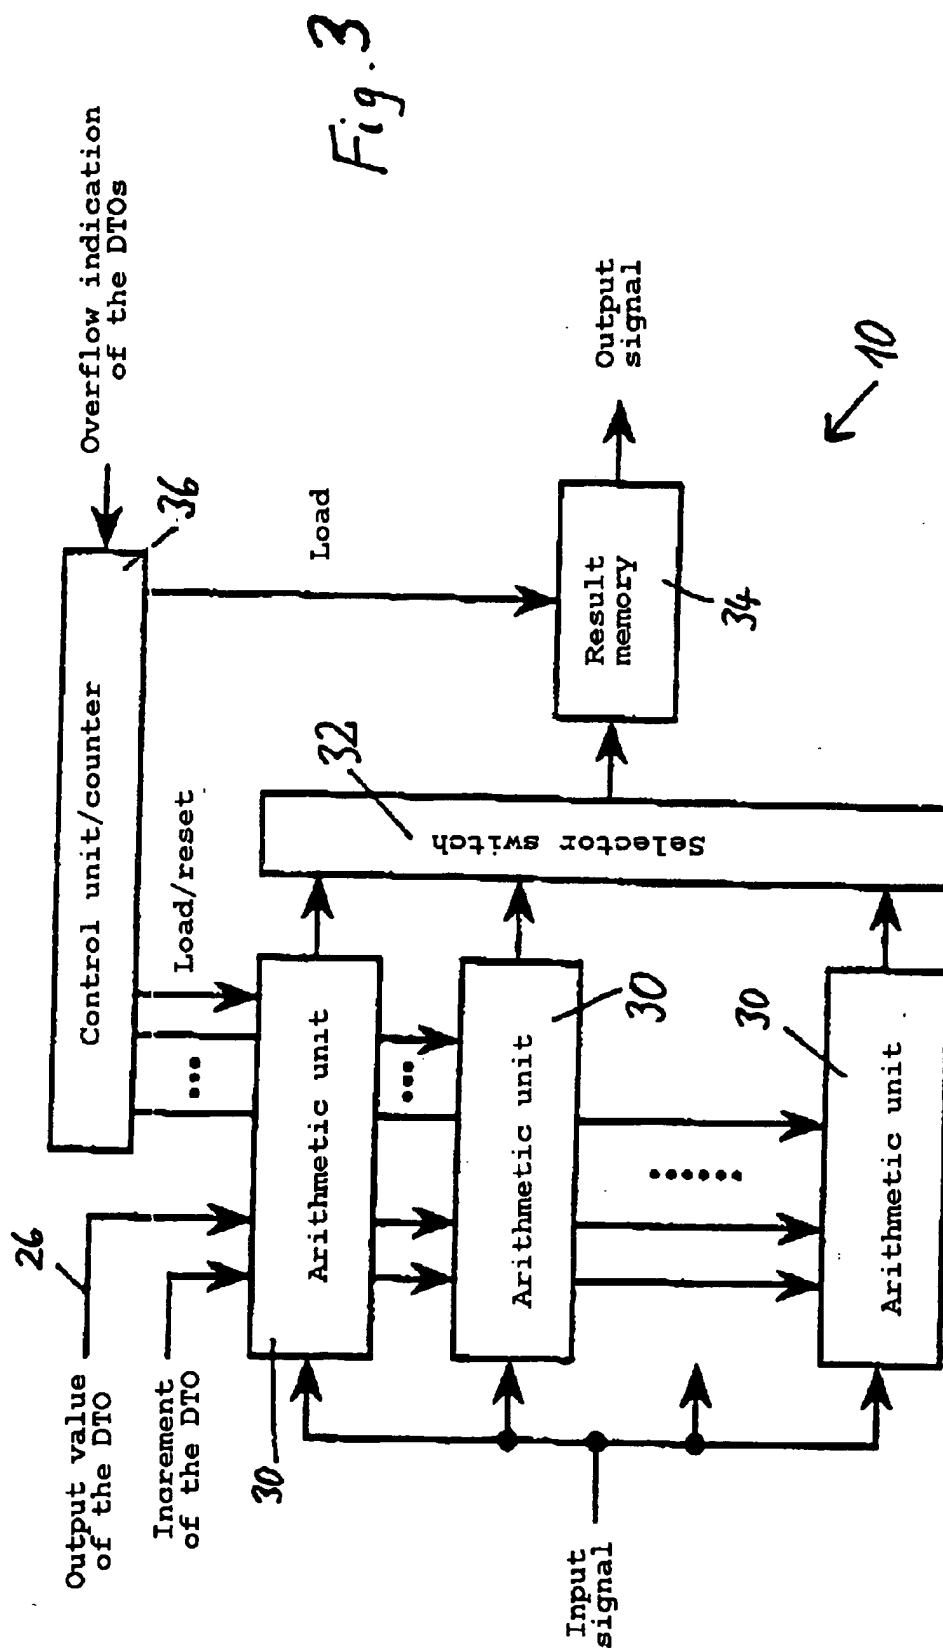 Output value
of the DTO
26
Increment
of the DTO
Control unit/counter
36
Overflow indication
of the DTOs
Load/reset
Load
30
Arithmetic unit
Arithmetic unit
30
Arithmetic unit
30
Selector switch
32
Result
memory
34
Input
signal
Output
signal
10
Fig. 3